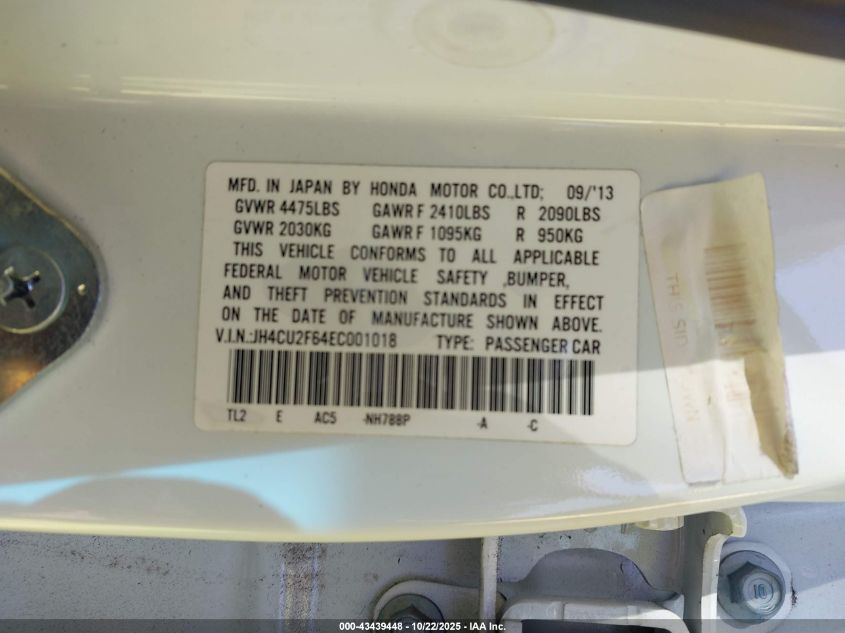 MFD. IN JAPAN BY HONDA MOTOR CO.,LTD; 09/'13
GVWR 4475LBS GAWR F 2410LBS R 2090LBS
GVWR 2030KG GAWR F 1095KG R 950KG
THIS VEHICLE CONFORMS TO ALL APPLICABLE
FEDERAL MOTOR VEHICLE SAFETY ,BUMPER,
AND THEFT PREVENTION STANDARDS IN EFFECT
ON THE DATE OF MANUFACTURE SHOWN ABOVE.
V.I.N.:JH4CU2F64EC001018 TYPE: PASSENGER CAR
TL2 E AC5 -NH788P -A -C
10
000-43439448 - 10/22/2025 - IAA, Inc.